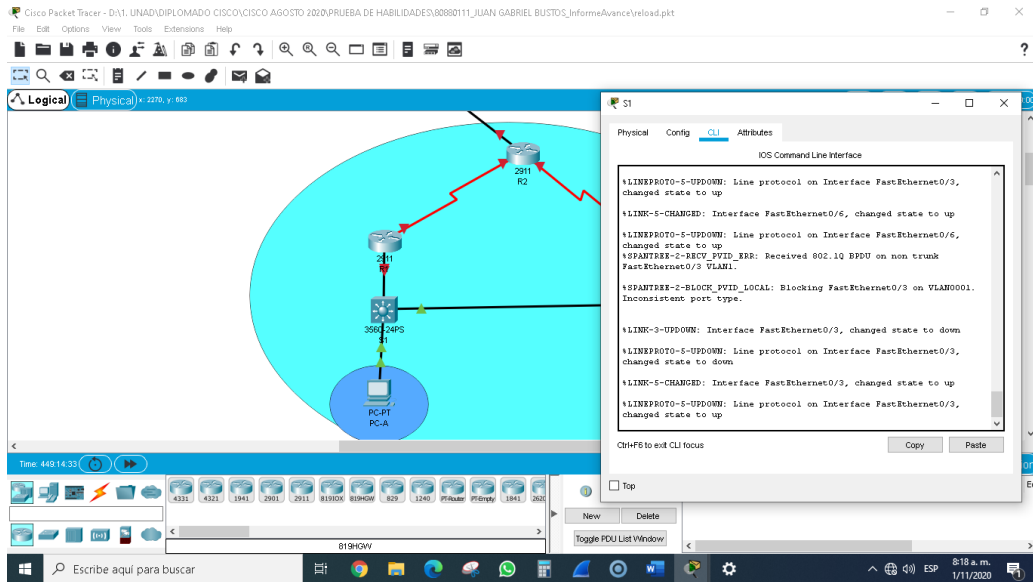 Cisco Packet Tracer - D:\1. UNAD\DIPLOMADO CISCO\CISCO AGOSTO 2020\PRUEBA DE HABILIDADES\80880111_JUAN GABRIEL BUSTOS_InformeAvance\reload.pkt
File Edit Options View Tools Extensions Help
?
Logical
Physical
x: 2270, y: 683
2911
R2
2911
R1
3560-24PS
S1
PC-PT
PC-A
S1
Physical Config CLI Attributes
IOS Command Line Interface
%LINEPROTO-5-UPDOWN: Line protocol on Interface FastEthernet0/3,
changed state to up
%LINK-5-CHANGED: Interface FastEthernet0/6, changed state to up
%LINEPROTO-5-UPDOWN: Line protocol on Interface FastEthernet0/6,
changed state to up
%SPANTREE-2-RECV_PVID_ERR: Received 802.1Q BPDU on non trunk
FastEthernet0/3 VLAN1.
%SPANTREE-2-BLOCK_PVID_LOCAL: Blocking FastEthernet0/3 on VLAN0001.
Inconsistent port type.
%LINK-3-UPDOWN: Interface FastEthernet0/3, changed state to down
%LINEPROTO-5-UPDOWN: Line protocol on Interface FastEthernet0/3,
changed state to down
%LINK-5-CHANGED: Interface FastEthernet0/3, changed state to up
%LINEPROTO-5-UPDOWN: Line protocol on Interface FastEthernet0/3,
changed state to up
Ctrl+F6 to exit CLI focus
Copy Paste
Top
Time: 449:14:33
4331 4321 1941 2901 2911 819IOX 819HGW 829 1240 PT-Router PT-Empty 1841 2620
819HGW
New Delete
Toggle PDU List Window
Escribe aquí para buscar
ESP
8:18 a. m.
1/11/2020